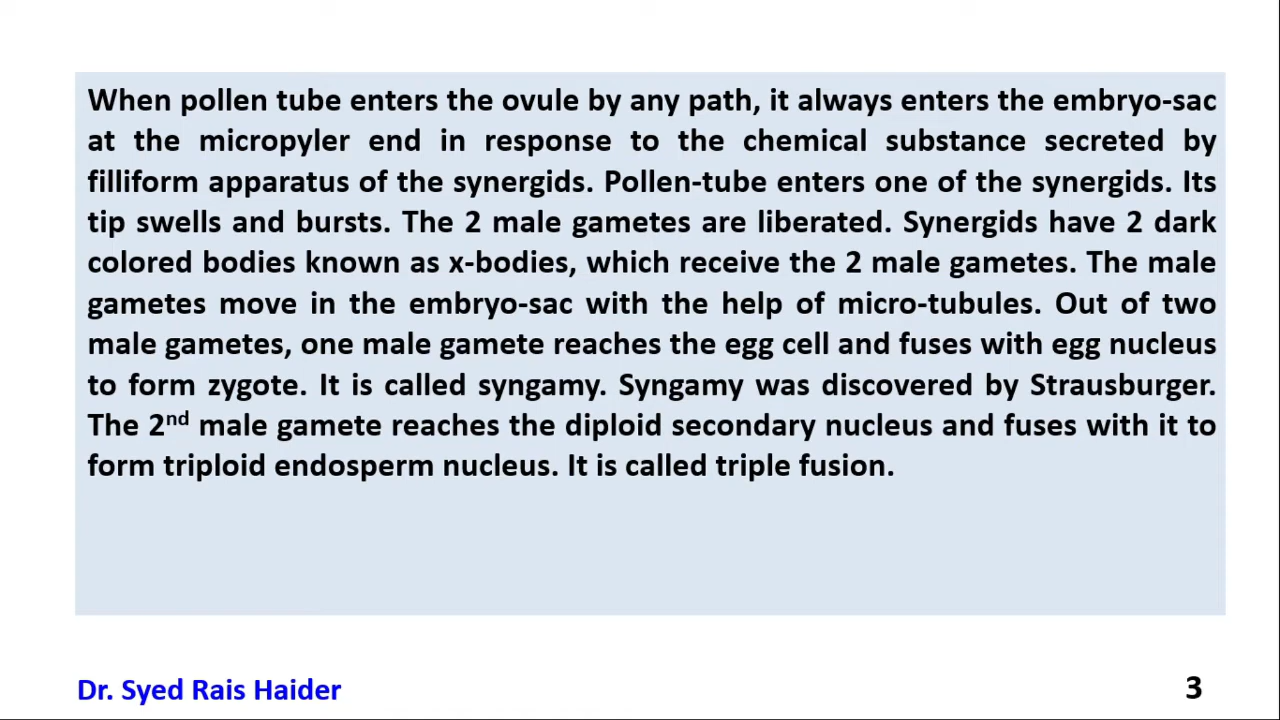 When pollen tube enters the ovule by any path, it always enters the embryo-sac
at the micropyler end in response to the chemical substance secreted by
filliform apparatus of the synergids. Pollen-tube enters one of the synergids. Its
tip swells and bursts. The 2 male gametes are liberated. Synergids have 2 dark
colored bodies known as x-bodies, which receive the 2 male gametes. The male
gametes move in the embryo-sac with the help of micro-tubules. Out of two
male gametes, one male gamete reaches the egg cell and fuses with egg nucleus
to form zygote. It is called syngamy. Syngamy was discovered by Strausburger.
The 2nd male gamete reaches the diploid secondary nucleus and fuses with it to
form triploid endosperm nucleus. It is called triple fusion.
Dr. Syed Rais Haider
3